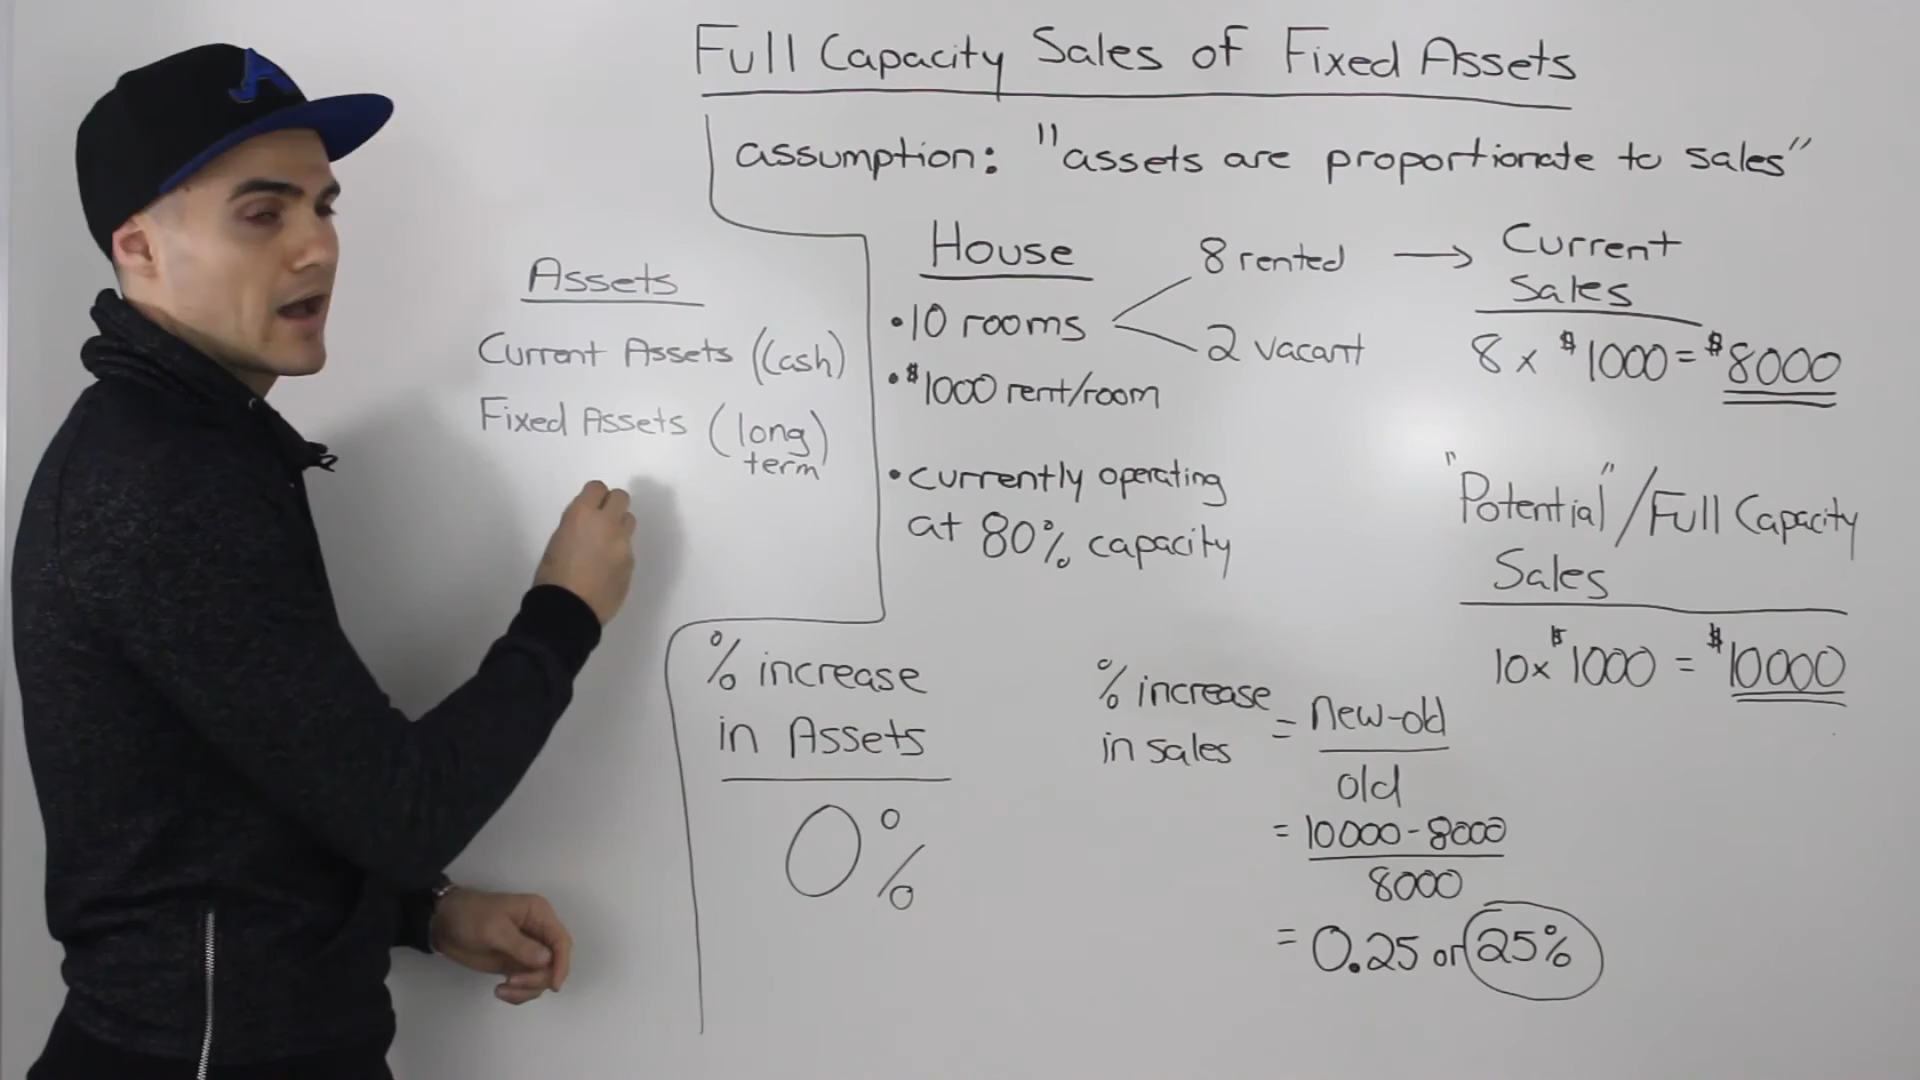 Full Capacity Sales of Fixed Assets
assumption: "assets are proportionate to sales"
Assets
Current Assets (Cash)
Fixed Assets (long
term)
House
• 10 rooms
8 rented →
2 vacant
• $1000 rent/room
• currently operating
at 80% capacity
Current
Sales
8 x $1000 = $8000
"Potential" / Full Capacity
Sales
10 x $1000 = $10000
% increase
in Assets
0%
% increase
in sales
= new-old
old
= 10000-8000
8000
= 0.25 or 25%